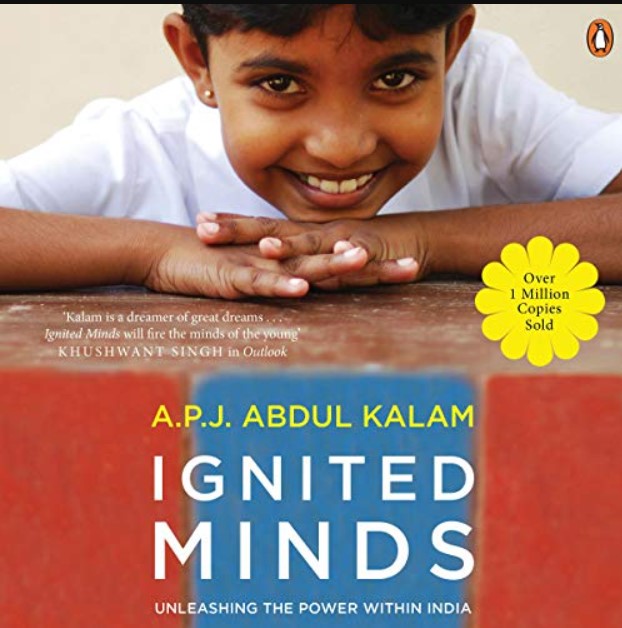 'Kalam is a dreamer of great dreams . . .
Ignited Minds will fire the minds of the young'
KHUSHWANT SINGH in Outlook
Over
1 Million
Copies
Sold
A.P.J. ABDUL KALAM
IGNITED
MINDS
UNLEASHING THE POWER WITHIN INDIA